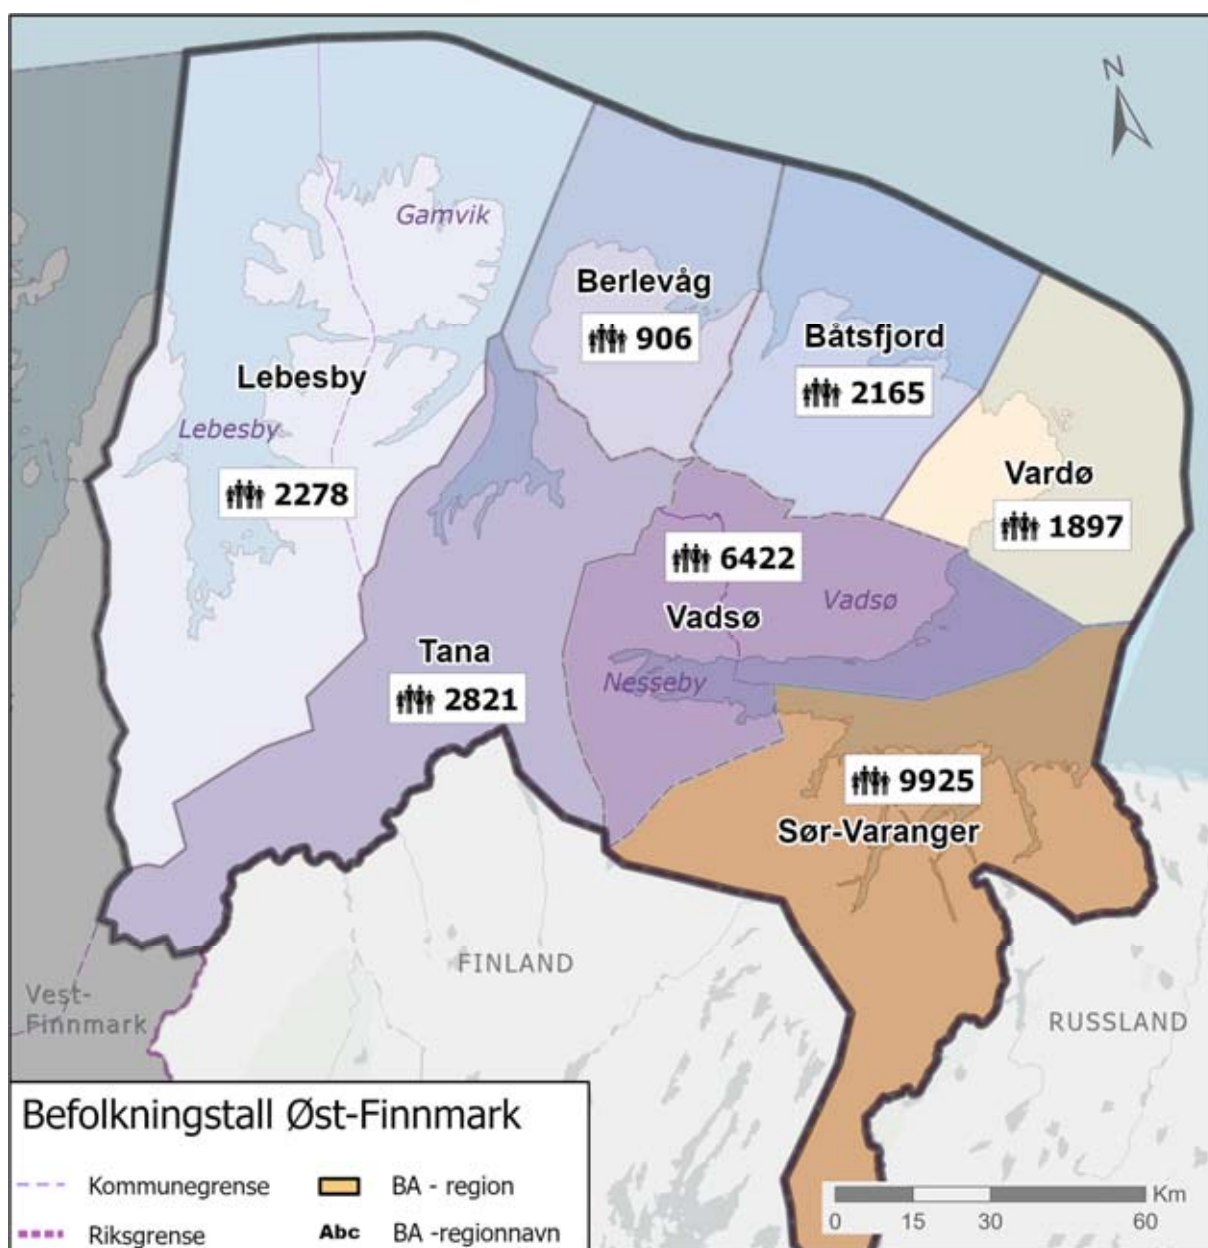 N
Gamvik
Berlevåg
906
Båtsfjord
2165
Lebesby
Lebesby
2278
Vardø
1897
6422
Vadsø
Vadsø
Tana
2821
Nesseby
9925
Sør-Varanger
FINLAND
Vest-
Finnmark
RUSSLAND
Befolkningstall Øst-Finnmark
Kommunegrense
BA - region
Riksgrense
Abc BA -regionnavn
Km
0 15 30 60